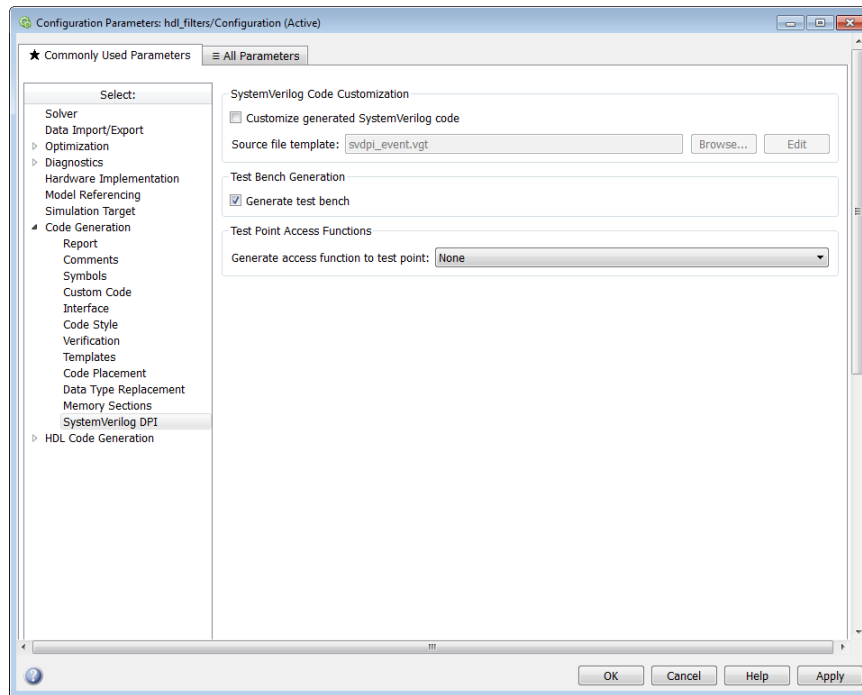 Configuration Parameters: hdl_filters/Configuration (Active)
★ Commonly Used Parameters
≡ All Parameters
Select:
Solver
Data Import/Export
Optimization
Diagnostics
Hardware Implementation
Model Referencing
Simulation Target
Code Generation
Report
Comments
Symbols
Custom Code
Interface
Code Style
Verification
Templates
Code Placement
Data Type Replacement
Memory Sections
SystemVerilog DPI
HDL Code Generation
SystemVerilog Code Customization
Customize generated SystemVerilog code
Source file template: svdpi_event.vgt Browse... Edit
Test Bench Generation
Generate test bench
Test Point Access Functions
Generate access function to test point: None
OK Cancel Help Apply